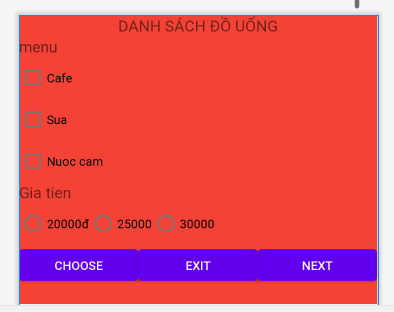 DANH SÁCH ĐỒ UỐNG
menu
Cafe
Sua
Nuoc cam
Gia tien
20000đ 25000 30000
CHOOSE EXIT NEXT